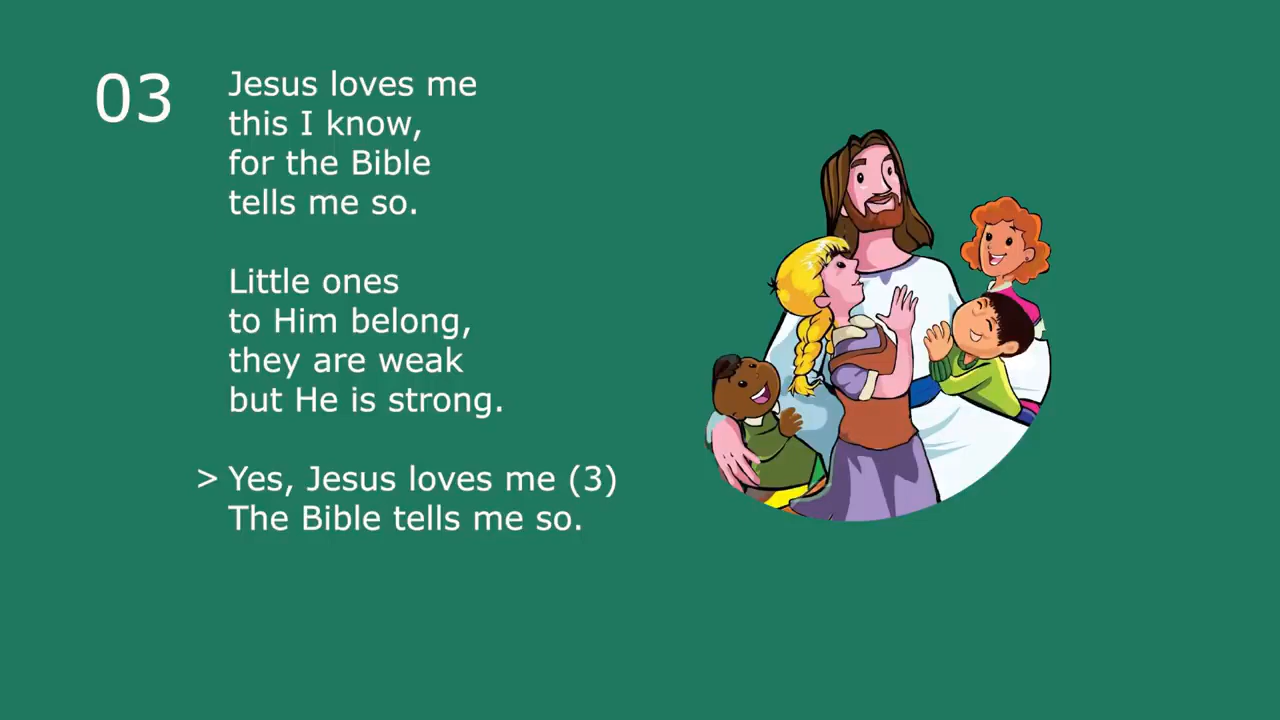 03
Jesus loves me
this I know,
for the Bible
tells me so.
Little ones
to Him belong,
they are weak
but He is strong.
> Yes, Jesus loves me (3)
The Bible tells me so.